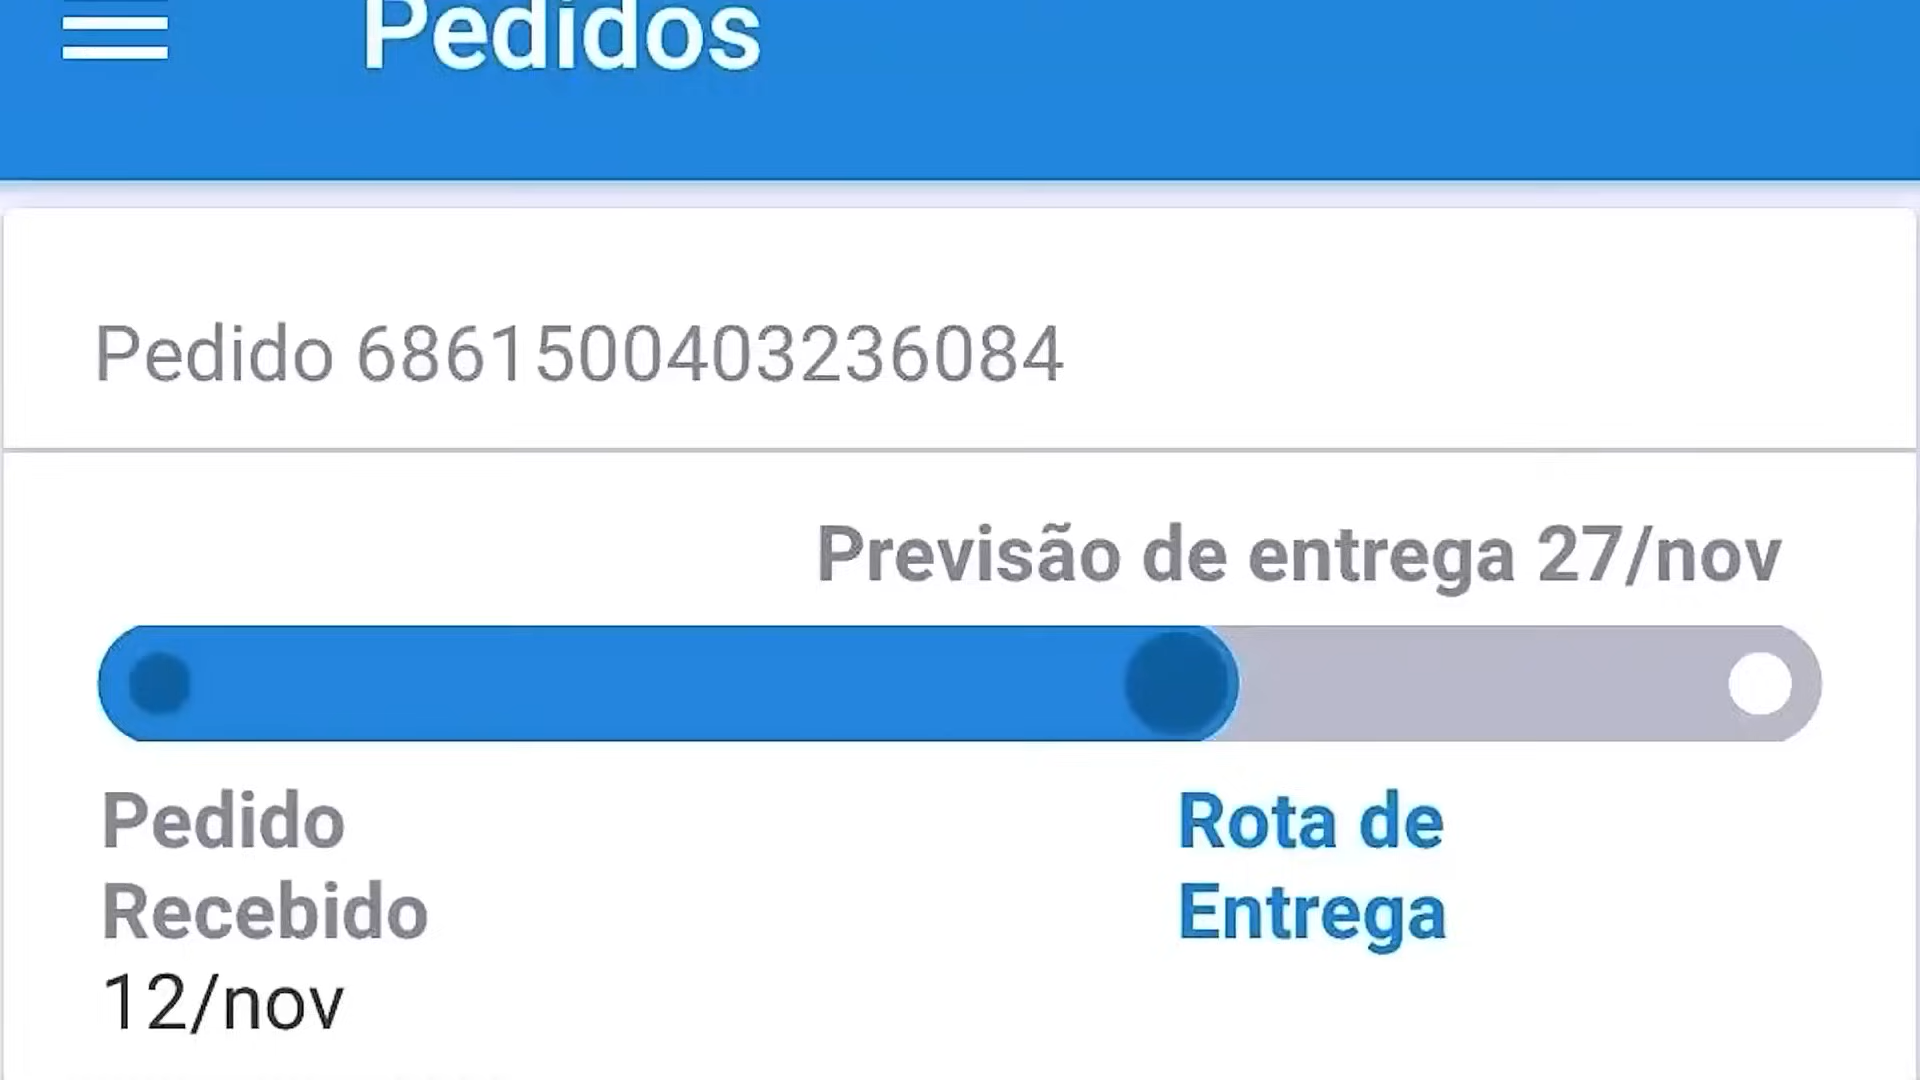 Pedidos
Pedido 6861500403236084
Previsão de entrega 27/nov
Pedido
Recebido
12/nov
Rota de
Entrega